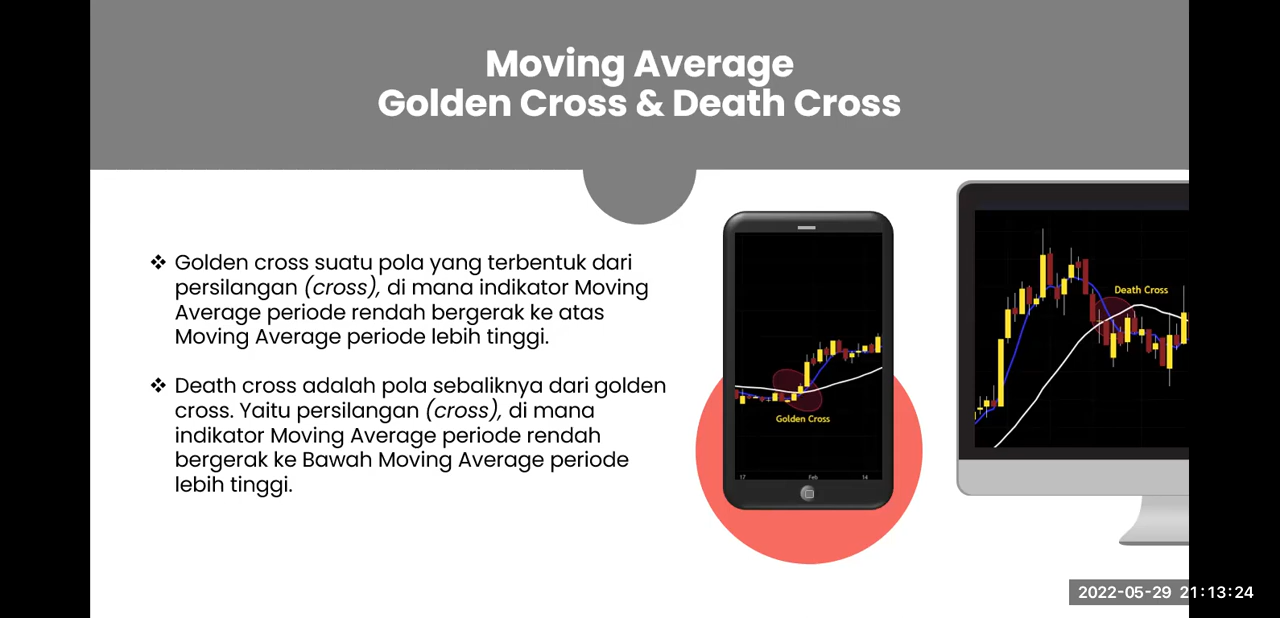 Moving Average
Golden Cross & Death Cross
❖ Golden cross suatu pola yang terbentuk dari
persilangan (cross), di mana indikator Moving
Average periode rendah bergerak ke atas
Moving Average periode lebih tinggi.
❖ Death cross adalah pola sebaliknya dari golden
cross. Yaitu persilangan (cross), di mana
indikator Moving Average periode rendah
bergerak ke Bawah Moving Average periode
lebih tinggi.
Golden Cross
17 Feb 14
Death Cross
2022-05-29 21:13:24